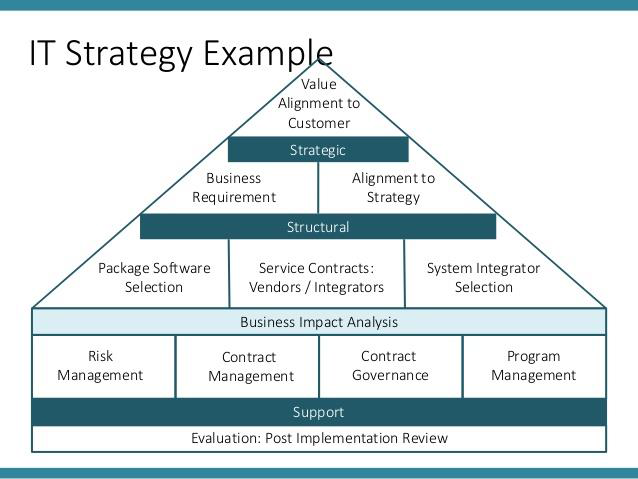 IT Strategy Example
Value
Alignment to
Customer
Strategic
Business
Requirement
Alignment to
Strategy
Structural
Package Software
Selection
Service Contracts:
Vendors / Integrators
System Integrator
Selection
Business Impact Analysis
Risk
Management
Contract
Management
Contract
Governance
Program
Management
Support
Evaluation: Post Implementation Review